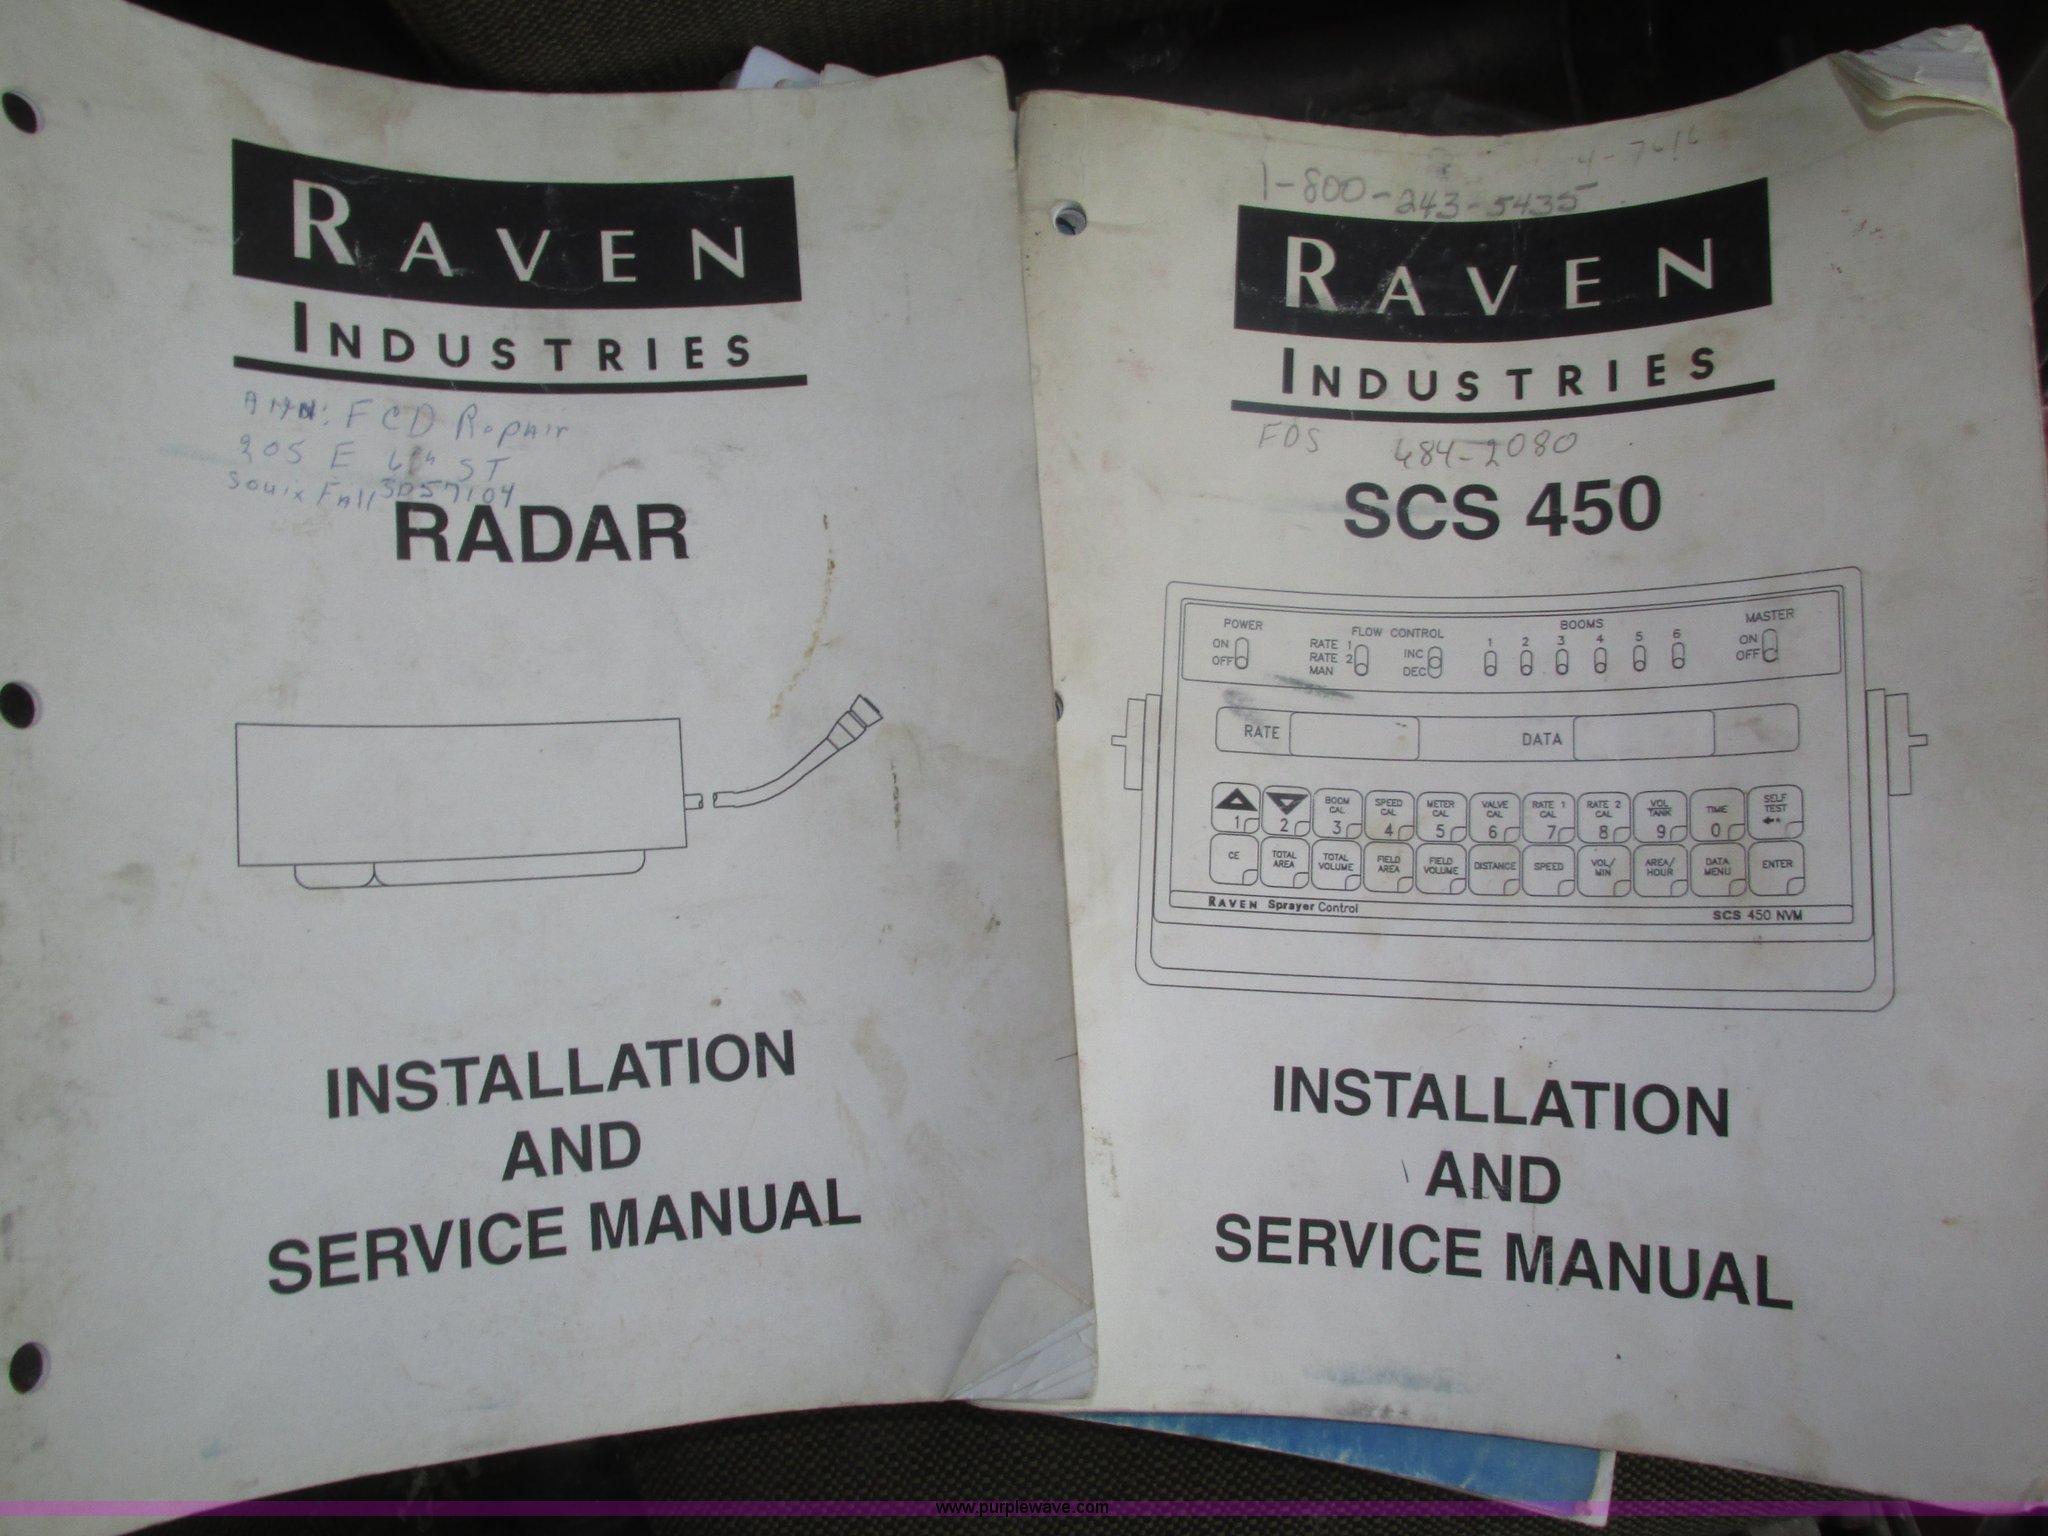 RAVEN
INDUSTRIES
FCD Repair
205 E 6th ST
Souix Fall SD 57104
RADAR
INSTALLATION
AND
SERVICE MANUAL
1-800-243-5435
RAVEN
INDUSTRIES
FDS 484-2080
SCS 450
POWER
ON
OFF
FLOW CONTROL
RATE 1
RATE 2
MAN
INC
DEC
BOOMS
1 2 3 4 5 6
MASTER
ON
OFF
RATE
DATA
1
2
BOOM CAL 3
SPEED CAL 4
METER CAL 5
VALVE CAL 6
RATE 1 CAL 7
RATE 2 CAL 8
VOL TANK 9
TIME 0
SELF TEST
CE
TOTAL AREA
TOTAL VOLUME
FIELD AREA
FIELD VOLUME
DISTANCE
SPEED
VOL/ MIN
AREA/ HOUR
DATA MENU
ENTER
RAVEN Sprayer Control
SCS 450 NVM
INSTALLATION
AND
SERVICE MANUAL
www.purplewave.com